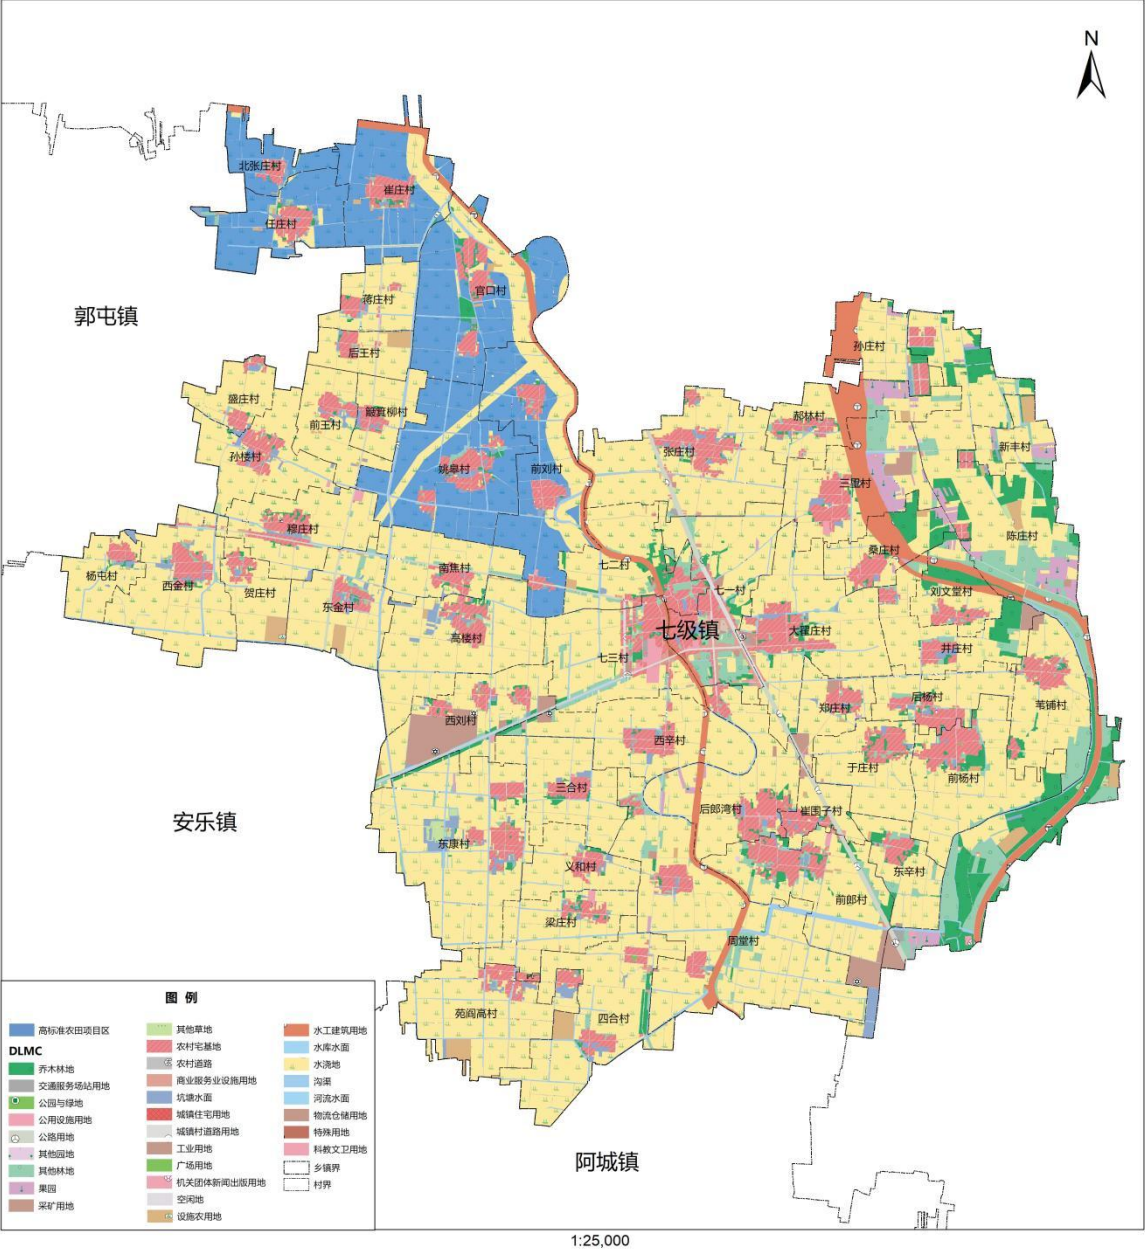 N
北张庄村
崔庄村
任庄村
官口村
蒋庄村
郭屯镇
孙庄村
后王村
盛庄村
前王村
郝林村
孙楼村
张庄村
新丰村
姚皋村
前刘村
三里村
穆庄村
陈庄村
桑庄村
杨屯村
西金村
贺庄村
南焦村
七二村
七一村
刘文堂村
东金村
高楼村
七级镇
大翟庄村
井庄村
七三村
后杨村
苇铺村
西刘村
郑庄村
西辛村
于庄村
前杨村
三合村
后郎湾村
崔围子村
安乐镇
东康村
义和村
东辛村
前郎村
梁庄村
周堂村
苑阎高村
四合村
阿城镇
图 例
高标准农田项目区
DLMC
乔木林地
交通服务场站用地
公园与绿地
公用设施用地
公路用地
其他园地
其他林地
果园
采矿用地
其他草地
农村宅基地
农村道路
商业服务业设施用地
坑塘水面
城镇住宅用地
城镇村道路用地
工业用地
广场用地
机关团体新闻出版用地
空闲地
设施农用地
水工建筑用地
水库水面
水浇地
沟渠
河流水面
物流仓储用地
特殊用地
科教文卫用地
乡镇界
村界
1:25,000